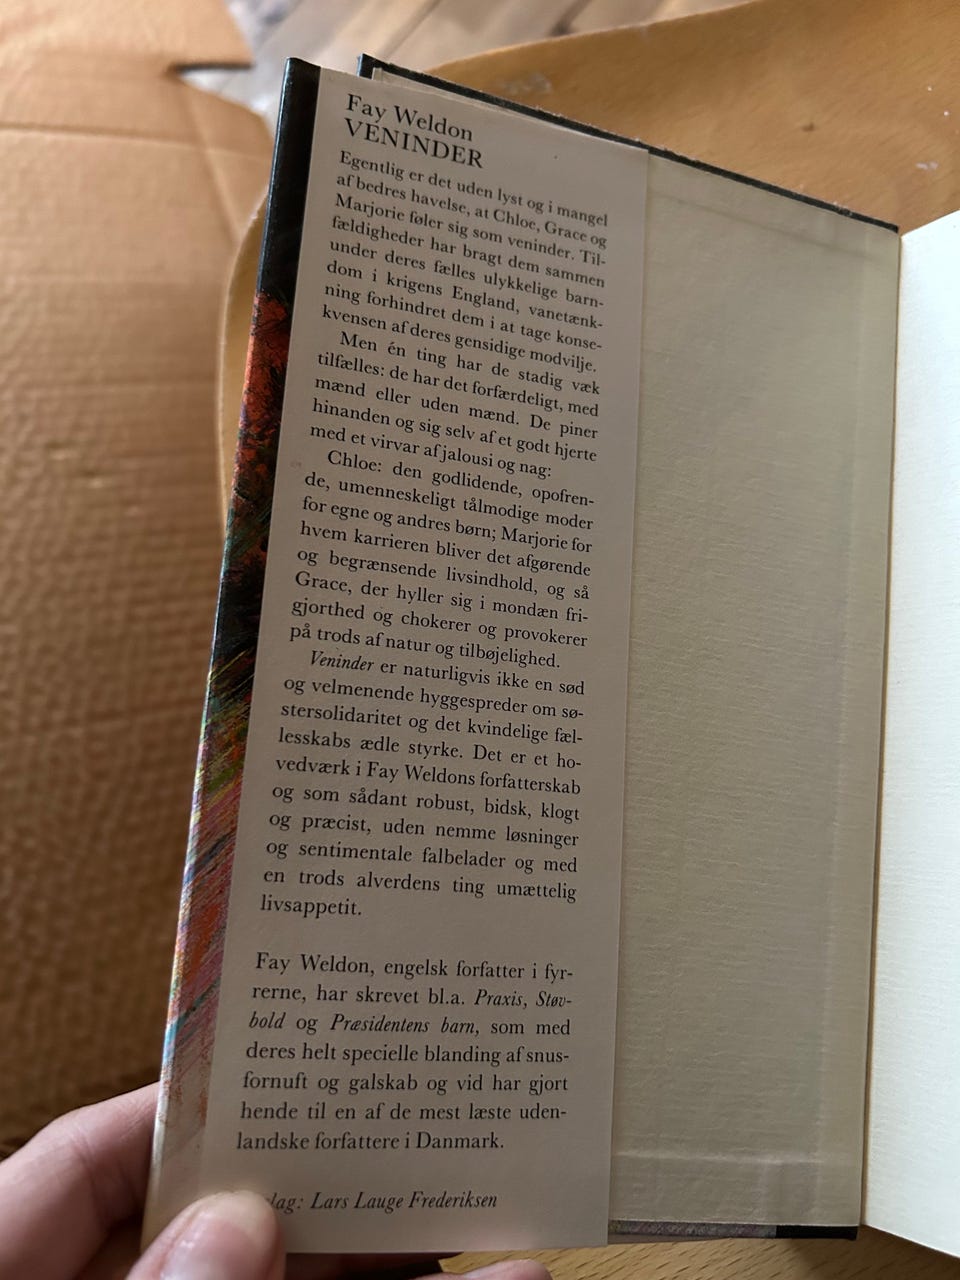 Fay Weldon
VENINDER
Egentlig er det uden lyst og i mangel
af bedres havelse, at Chloe, Grace og
Marjorie føler sig som veninder. Til-
fældigheder har bragt dem sammen
under deres fælles ulykkelige barn-
dom i krigens England, vanetænk-
ning forhindret dem i at tage konse-
kvensen af deres gensidige modvilje.
Men én ting har de stadig væk
tilfælles: de har det forfærdeligt, med
mænd eller uden mænd. De piner
hinanden og sig selv af et godt hjerte
med et virvar af jalousi og nag:
Chloe: den godlidende, opofren-
de, umenneskeligt tålmodige moder
for egne og andres børn; Marjorie for
hvem karrieren bliver det afgørende
og begrænsende livsindhold, og så
Grace, der hyller sig i mondæn fri-
gjorthed og chokerer og provokerer
på trods af natur og tilbøjelighed.
Veninder er naturligvis ikke en sød
og velmenende hyggespreder om sø-
stersolidaritet og det kvindelige fæl-
lesskabs ædle styrke. Det er et ho-
vedværk i Fay Weldons forfatterskab
og som sådant robust, bidsk, klogt
og præcist, uden nemme løsninger
og sentimentale falbelader og med
en trods alverdens ting umættelig
livsappetit.
Fay Weldon, engelsk forfatter i fyr-
rerne, har skrevet bl.a. Praxis, Støv-
bold og Præsidentens barn, som med
deres helt specielle blanding af snus-
fornuft og galskab og vid har gjort
hende til en af de mest læste uden-
landske forfattere i Danmark.
Lars Lauge Frederiksen